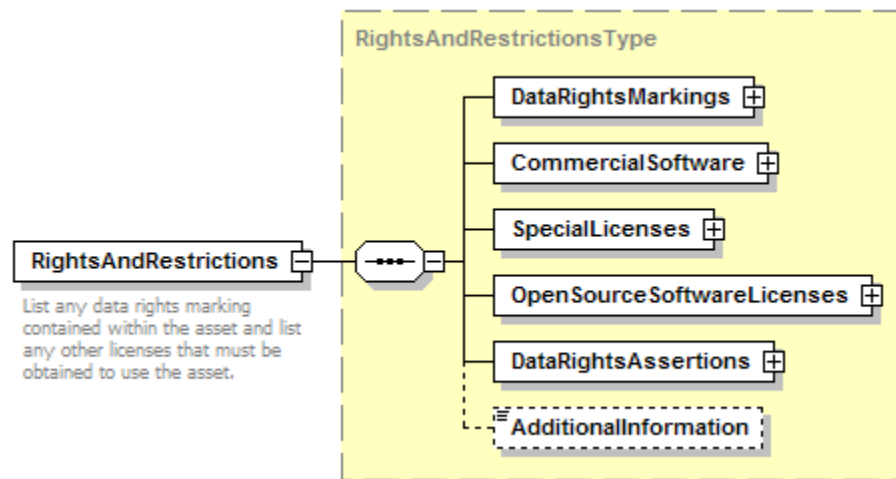 RightsAndRestrictionsType
DataRightsMarkings
CommercialSoftware
SpecialLicenses
RightsAndRestrictions
OpenSourceSoftwareLicenses
List any data rights marking
contained within the asset and list
any other licenses that must be
obtained to use the asset.
DataRightsAssertions
AdditionalInformation